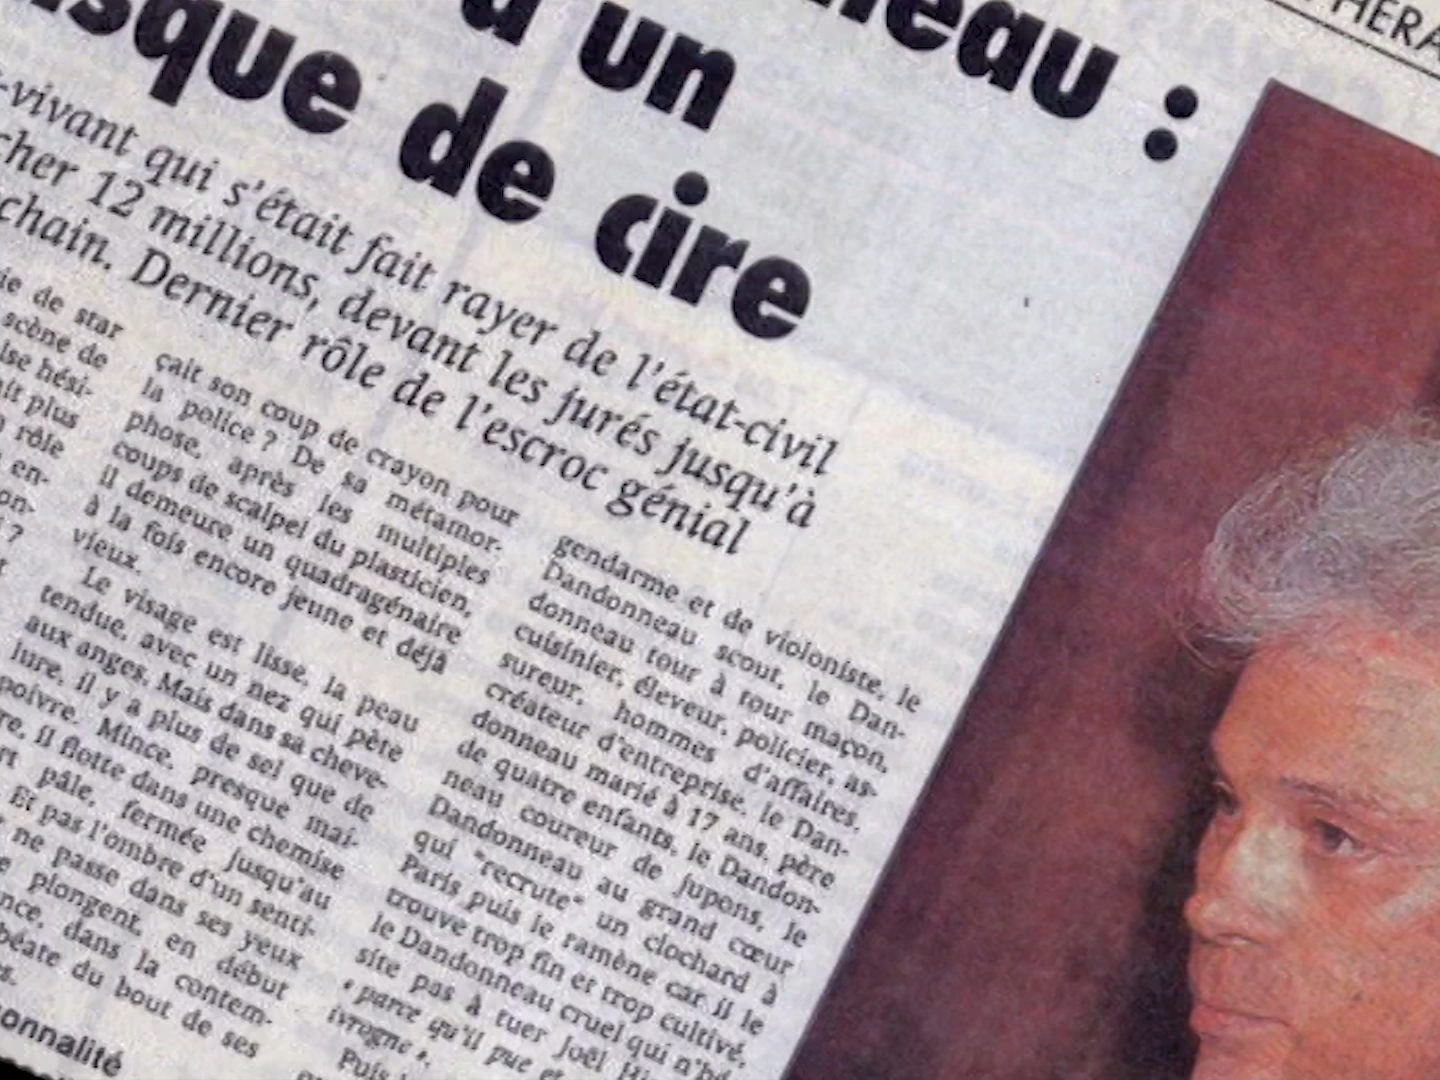 neau :
d'un
sque de cire
HÉRA
-vivant qui s'était fait rayer de l'état-civil
cher 12 millions, devant les jurés jusqu'à
chain. Dernier rôle de l'escroc génial
ie de star
scène de
ise hési-
ait plus
rôle
en-
on-
?
çait son coup de crayon pour
la police ? De sa métamor-
phose, après les multiples
coups de scalpel du plasticien,
il demeure un quadragénaire
à la fois encore jeune et déjà
vieux.
Le visage est lisse, la peau
tendue, avec un nez qui pète
aux anges. Mais dans sa cheve-
lure, il y a plus de sel que de
poivre. Mince, presque mai-
re, il flotte dans une chemise
rt pâle, fermée jusqu'au
Et pas l'ombre d'un senti-
ne passe dans ses yeux
plongent, en début
nce, dans la contem-
béate du bout de ses
s.
onnalité
gendarme et de violoniste, le
Dandonneau scout, le Dan-
donneau tour à tour maçon,
cuisinier, éleveur, policier, as-
sureur, hommes d'affaires,
créateur d'entreprise, le Dan-
donneau marié à 17 ans, père
de quatre enfants, le Dandon-
neau coureur de jupons, le
Dandonneau au grand cœur
qui "recrute" un clochard à
Paris puis le ramène car il le
trouve trop fin et trop cultivé,
le Dandonneau cruel qui n'hé-
site pas à tuer Joël
« parce qu'il pue et
ivrogne ».
Puis